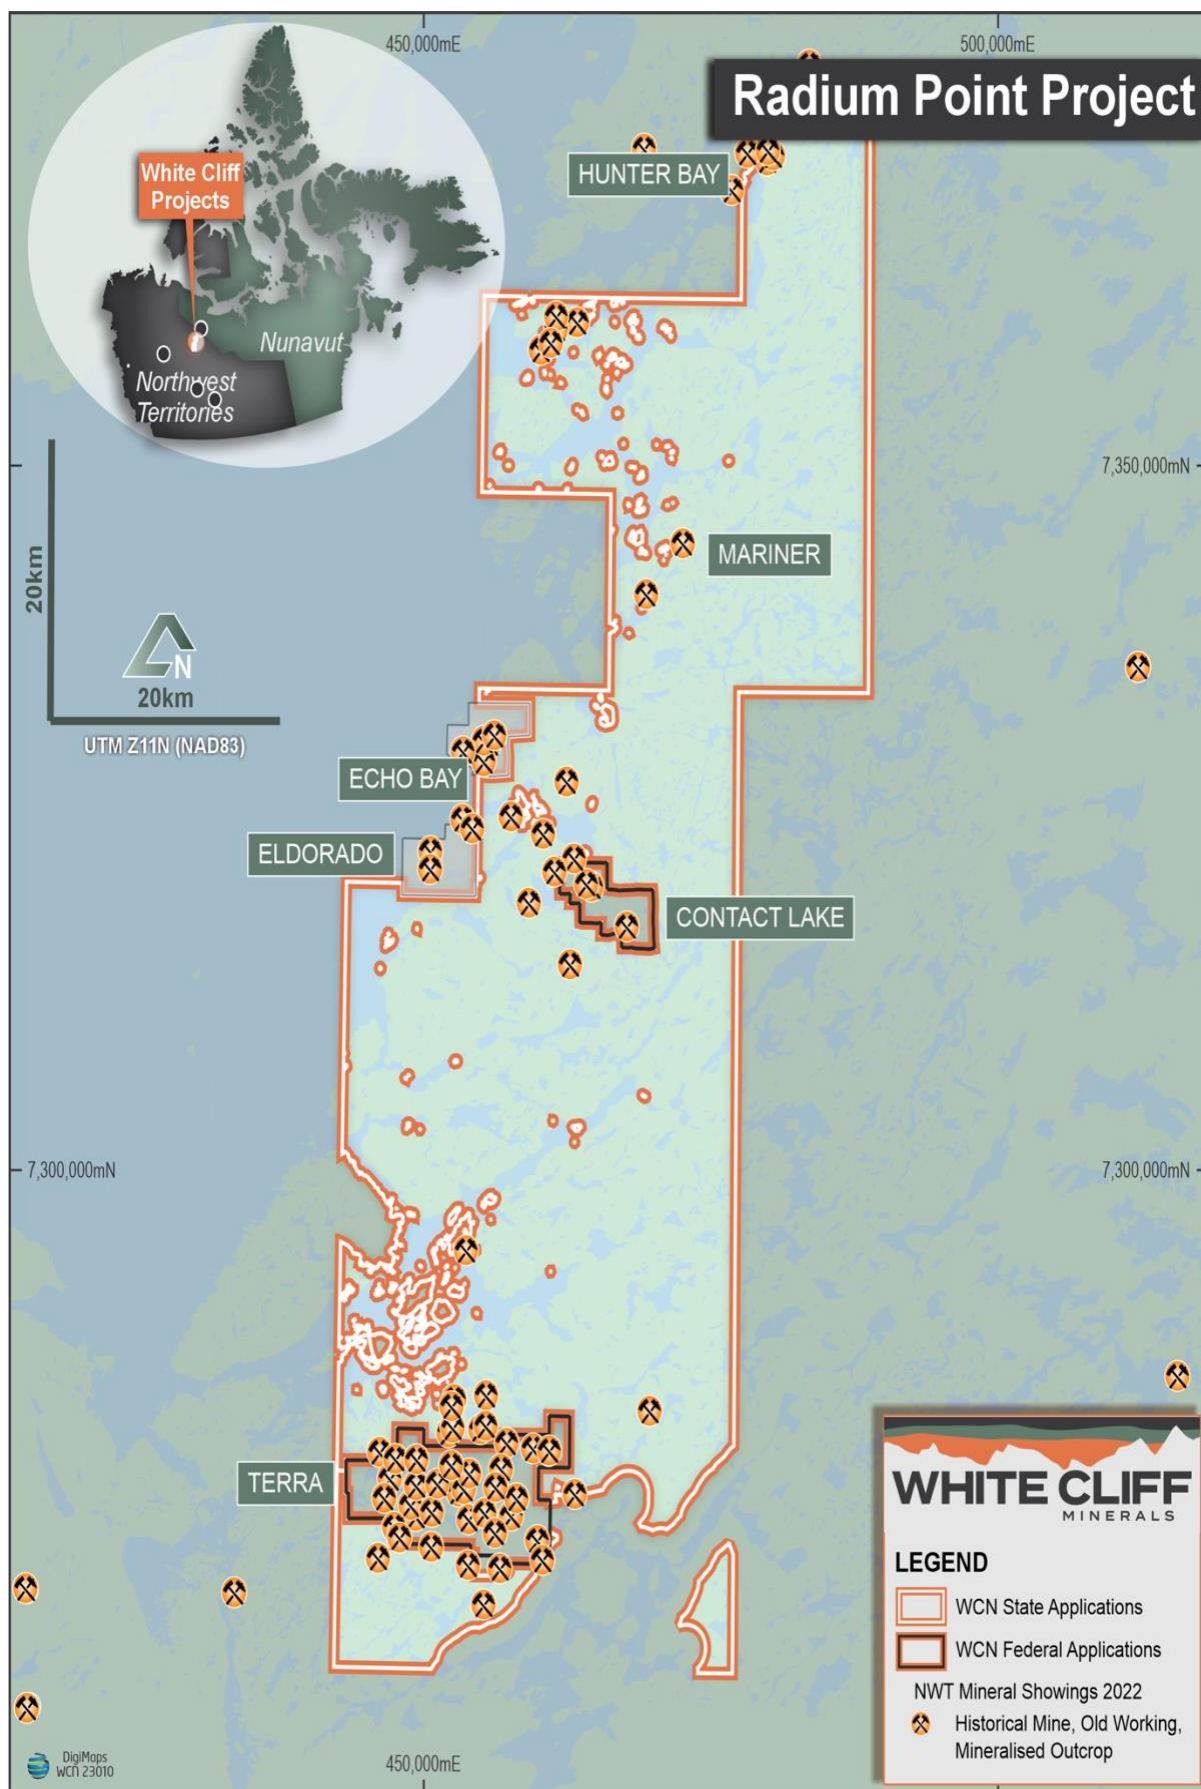 450,000mE
500,000mE
Radium Point Project
White Cliff
Projects
HUNTER BAY
Nunavut
Northwest
Territories
7,350,000mN
MARINER
20km
N
20km
UTM Z11N (NAD83)
ECHO BAY
ELDORADO
CONTACT LAKE
7,300,000mN
7,300,000mN
TERRA
WHITE CLIFF
MINERALS
LEGEND
WCN State Applications
WCN Federal Applications
NWT Mineral Showings 2022
Historical Mine, Old Working,
Mineralised Outcrop
DigiMaps
WCN 23010
450,000mE